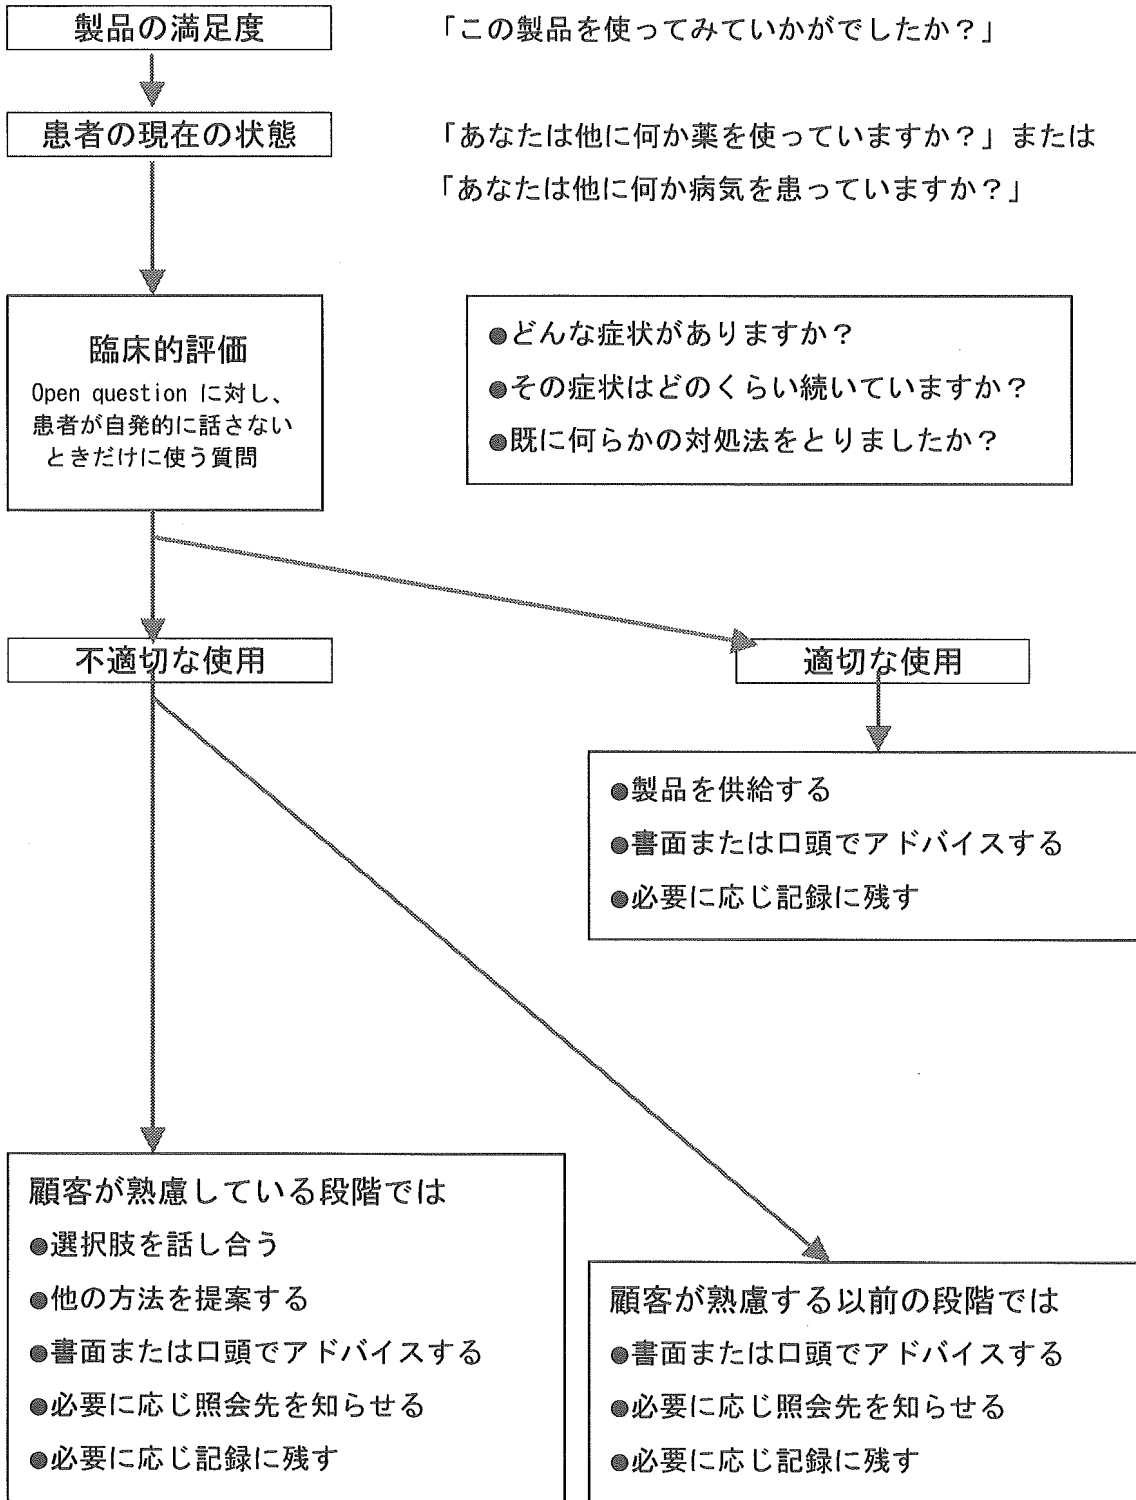 製品の満足度
「この製品を使ってみていかがでしたか？」
患者の現在の状態
「あなたは他に何か薬を使っていますか？」または
「あなたは他に何か病気を患っていますか？」
臨床的評価
Open question に対し、
患者が自発的に話さない
ときだけに使う質問
●どんな症状がありますか？
●その症状はどのくらい続いていますか？
●既に何らかの対処法をとりましたか？
不適切な使用
適切な使用
●製品を供給する
●書面または口頭でアドバイスする
●必要に応じ記録に残す
顧客が熟慮している段階では
●選択肢を話し合う
●他の方法を提案する
●書面または口頭でアドバイスする
●必要に応じ照会先を知らせる
●必要に応じ記録に残す
顧客が熟慮する以前の段階では
●書面または口頭でアドバイスする
●必要に応じ照会先を知らせる
●必要に応じ記録に残す